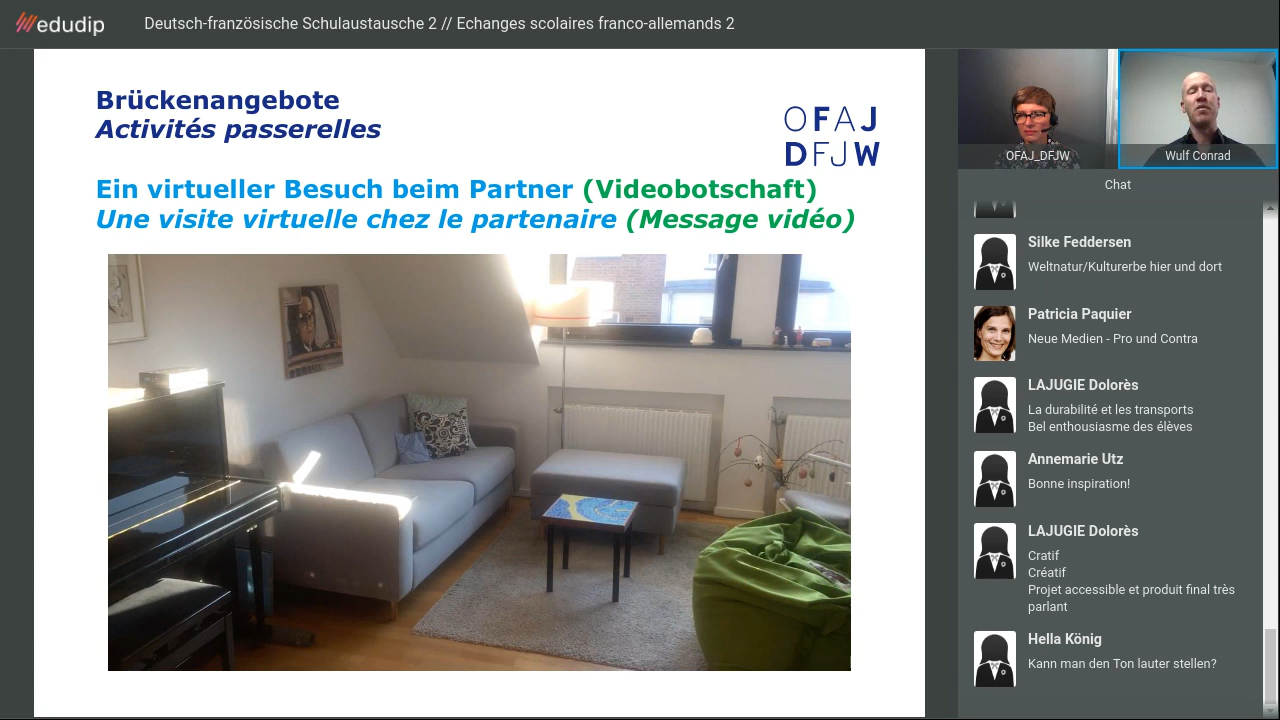 edudip
Deutsch-französische Schulaustausche 2 // Echanges scolaires franco-allemands 2
Brückenangebote
Activités passerelles
OFAJ
DFJW
Ein virtueller Besuch beim Partner (Videobotschaft)
Une visite virtuelle chez le partenaire (Message vidéo)
OFAJ_DFJW
Wulf Conrad
Chat
Silke Feddersen
Weltnatur/Kulturerbe hier und dort
Patricia Paquier
Neue Medien - Pro und Contra
LAJUGIE Dolorès
La durabilité et les transports
Bel enthousiasme des élèves
Annemarie Utz
Bonne inspiration!
LAJUGIE Dolorès
Cratif
Créatif
Projet accessible et produit final très
parlant
Hella König
Kann man den Ton lauter stellen?